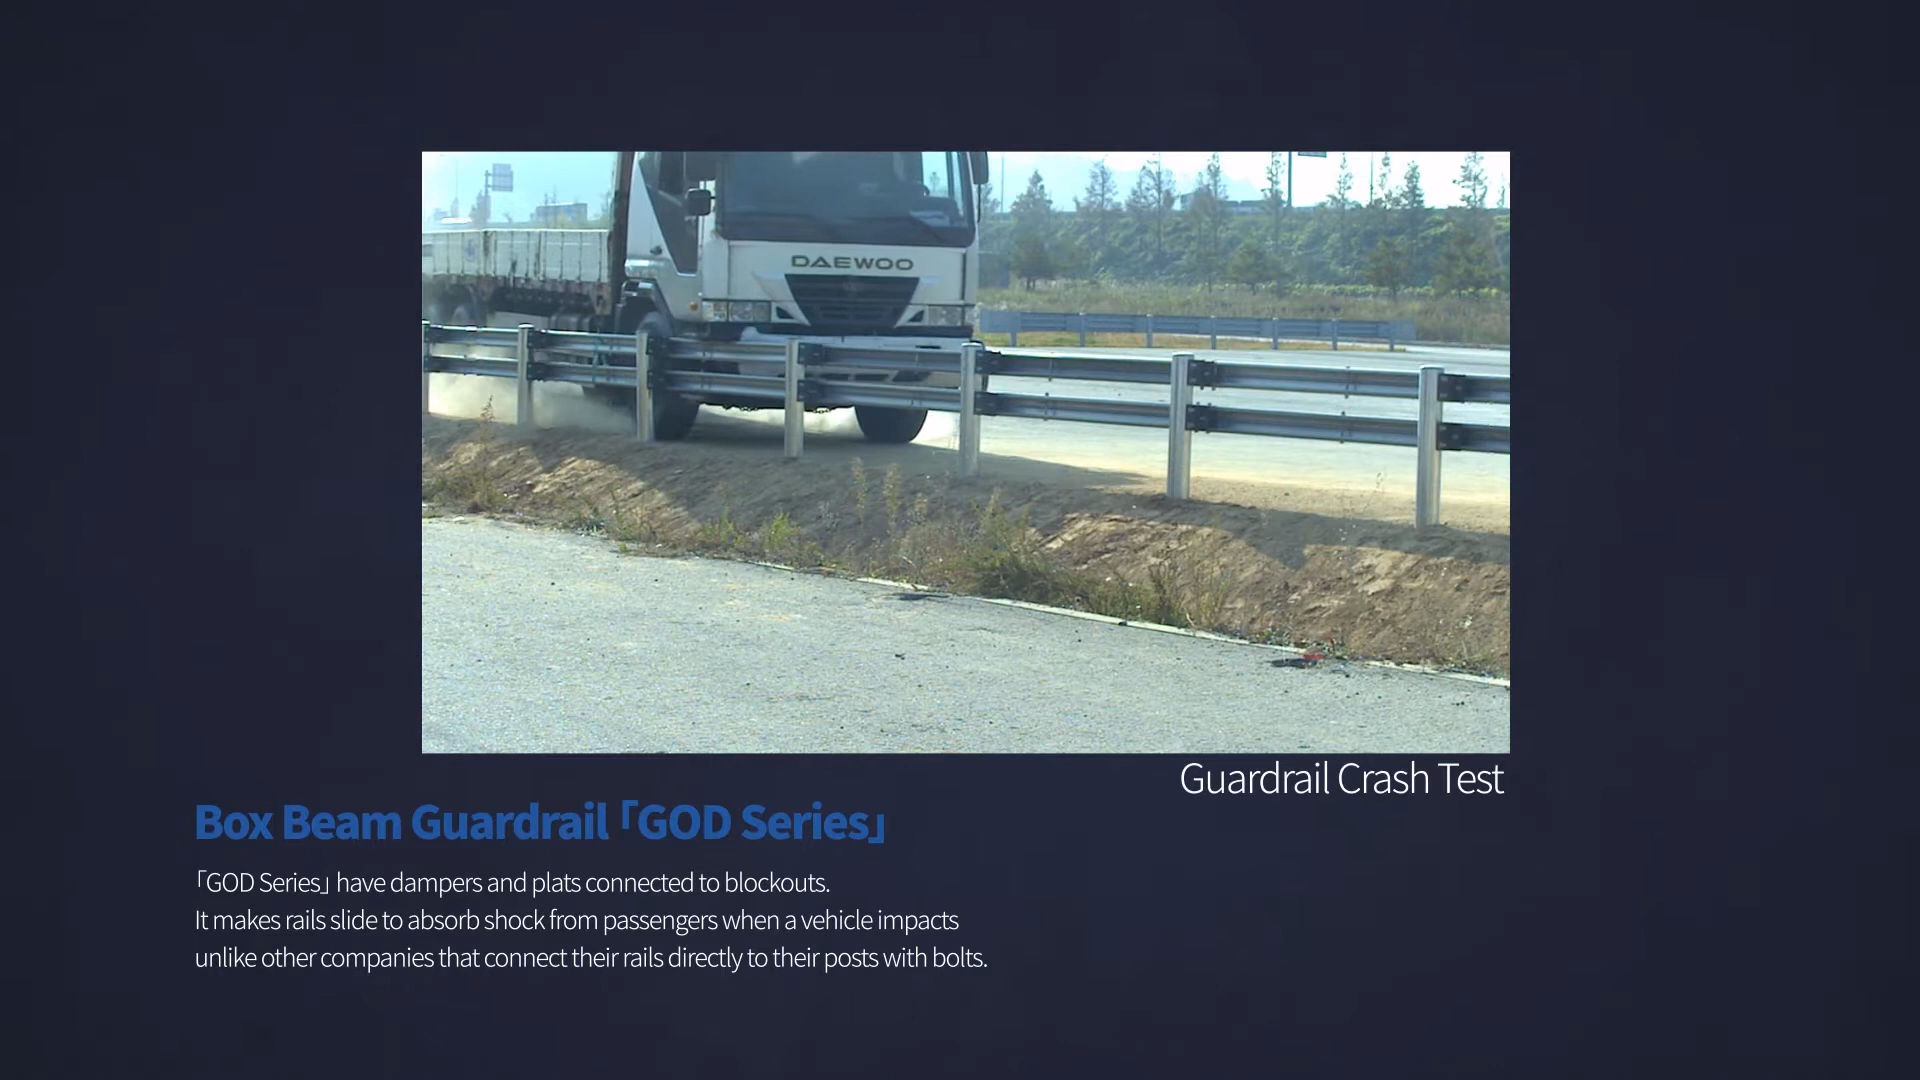 DAEWOO
Guardrail Crash Test
Box Beam Guardrail「GOD Series」
「GOD Series」have dampers and plats connected to blockouts.
It makes rails slide to absorb shock from passengers when a vehicle impacts
unlike other companies that connect their rails directly to their posts with bolts.